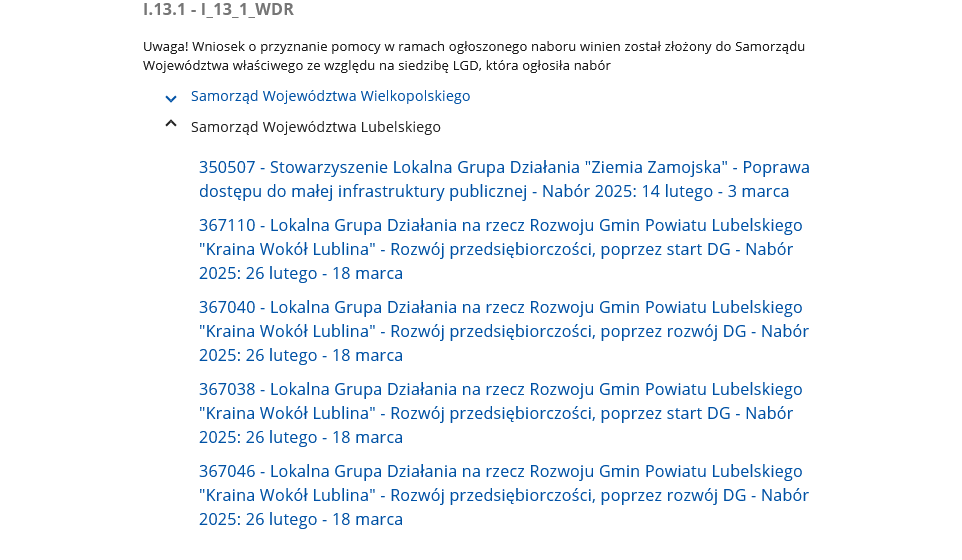 I.13.1 - I_13_1_WDR
Uwaga! Wniosek o przyznanie pomocy w ramach ogłoszonego naboru winien został złożony do Samorządu
Województwa właściwego ze względu na siedzibę LGD, która ogłosiła nabór
Samorząd Województwa Wielkopolskiego
Samorząd Województwa Lubelskiego
350507 - Stowarzyszenie Lokalna Grupa Działania "Ziemia Zamojska" - Poprawa
dostępu do małej infrastruktury publicznej - Nabór 2025: 14 lutego - 3 marca
367110 - Lokalna Grupa Działania na rzecz Rozwoju Gmin Powiatu Lubelskiego
"Kraina Wokół Lublina" - Rozwój przedsiębiorczości, poprzez start DG - Nabór
2025: 26 lutego - 18 marca
367040 - Lokalna Grupa Działania na rzecz Rozwoju Gmin Powiatu Lubelskiego
"Kraina Wokół Lublina" - Rozwój przedsiębiorczości, poprzez rozwój DG - Nabór
2025: 26 lutego - 18 marca
367038 - Lokalna Grupa Działania na rzecz Rozwoju Gmin Powiatu Lubelskiego
"Kraina Wokół Lublina" - Rozwój przedsiębiorczości, poprzez start DG - Nabór
2025: 26 lutego - 18 marca
367046 - Lokalna Grupa Działania na rzecz Rozwoju Gmin Powiatu Lubelskiego
"Kraina Wokół Lublina" - Rozwój przedsiębiorczości, poprzez rozwój DG - Nabór
2025: 26 lutego - 18 marca